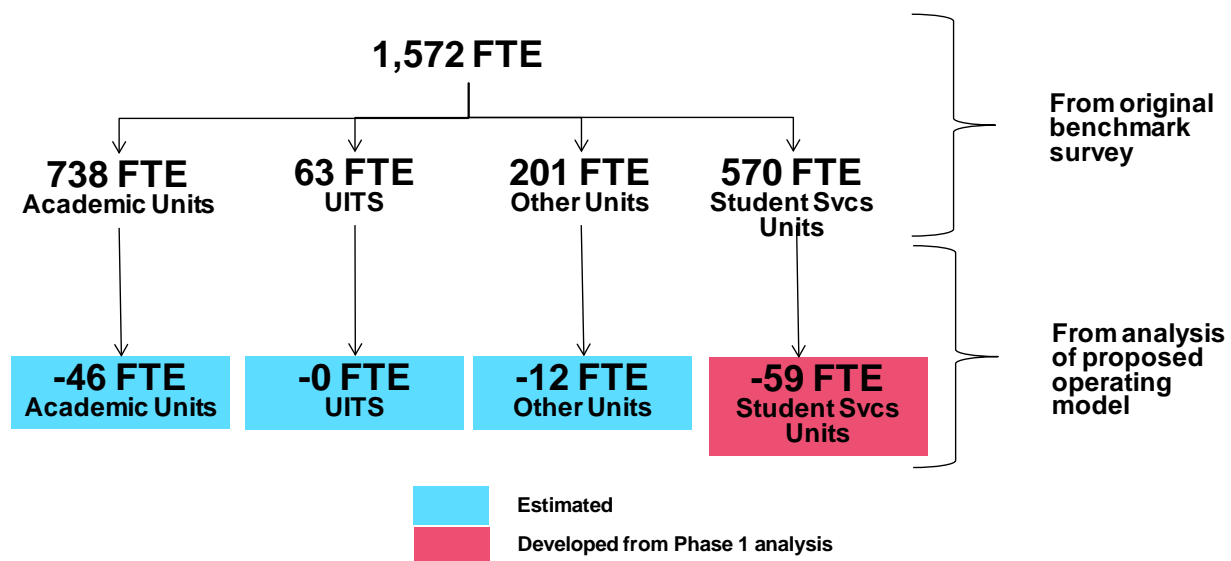 1,572 FTE
From original
benchmark
survey
738 FTE
Academic Units
63 FTE
UITS
201 FTE
Other Units
570 FTE
Student Svcs
Units
-46 FTE
Academic Units
-0 FTE
UITS
-12 FTE
Other Units
-59 FTE
Student Svcs
Units
From analysis
of proposed
operating
model
Estimated
Developed from Phase 1 analysis